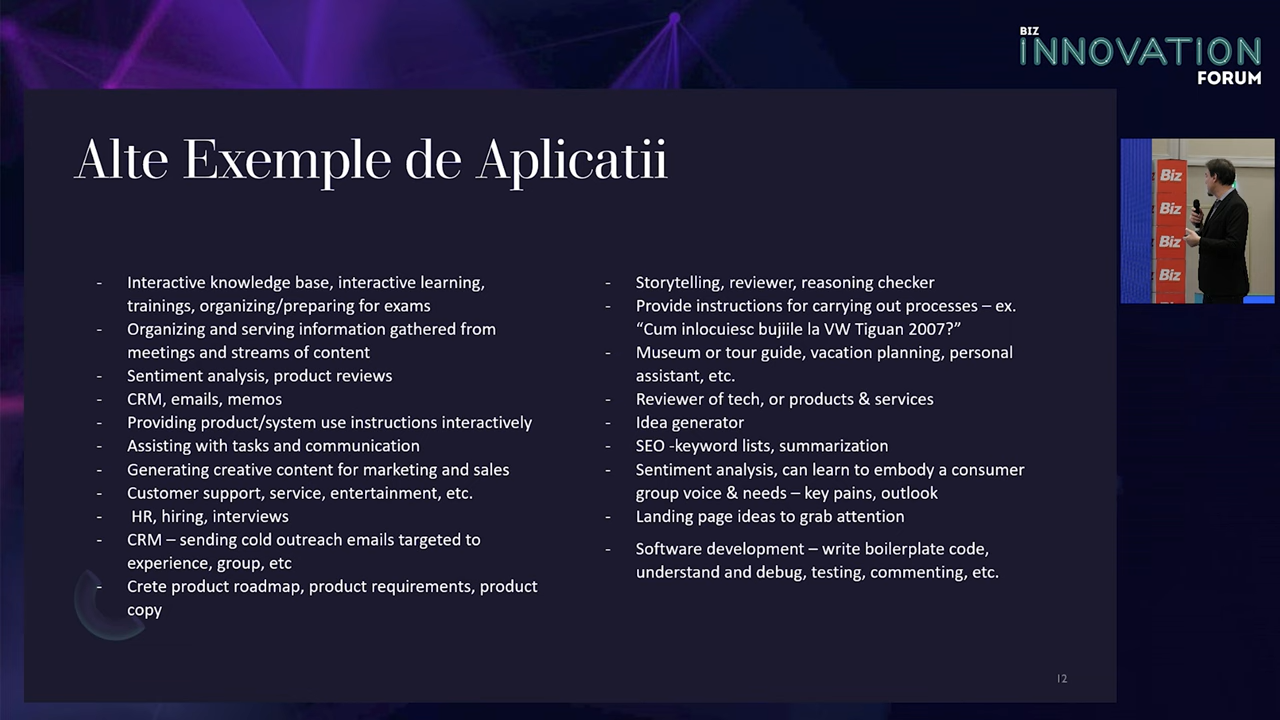 BIZ
INNOVATION
FORUM
Alte Exemple de Aplicatii
- Interactive knowledge base, interactive learning,
trainings, organizing/preparing for exams
- Organizing and serving information gathered from
meetings and streams of content
- Sentiment analysis, product reviews
- CRM, emails, memos
- Providing product/system use instructions interactively
- Assisting with tasks and communication
- Generating creative content for marketing and sales
- Customer support, service, entertainment, etc.
- HR, hiring, interviews
- CRM – sending cold outreach emails targeted to
experience, group, etc
- Crete product roadmap, product requirements, product
copy
- Storytelling, reviewer, reasoning checker
- Provide instructions for carrying out processes – ex.
“Cum inlocuiesc bujiile la VW Tiguan 2007?”
- Museum or tour guide, vacation planning, personal
assistant, etc.
- Reviewer of tech, or products & services
- Idea generator
- SEO -keyword lists, summarization
- Sentiment analysis, can learn to embody a consumer
group voice & needs – key pains, outlook
- Landing page ideas to grab attention
- Software development – write boilerplate code,
understand and debug, testing, commenting, etc.
12
Biz
Biz
Biz
Biz